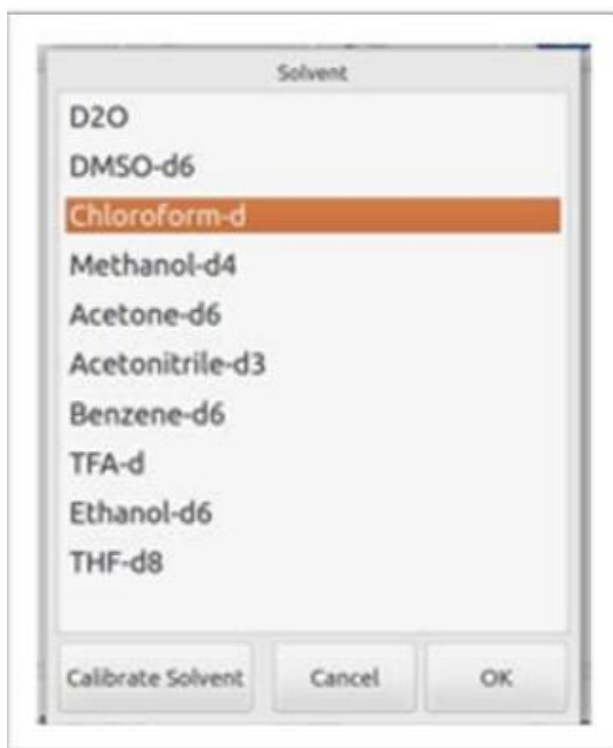 Solvent
D2O
DMSO-d6
Chloroform-d
Methanol-d4
Acetone-d6
Acetonitrile-d3
Benzene-d6
TFA-d
Ethanol-d6
THF-d8
Calibrate Solvent Cancel OK